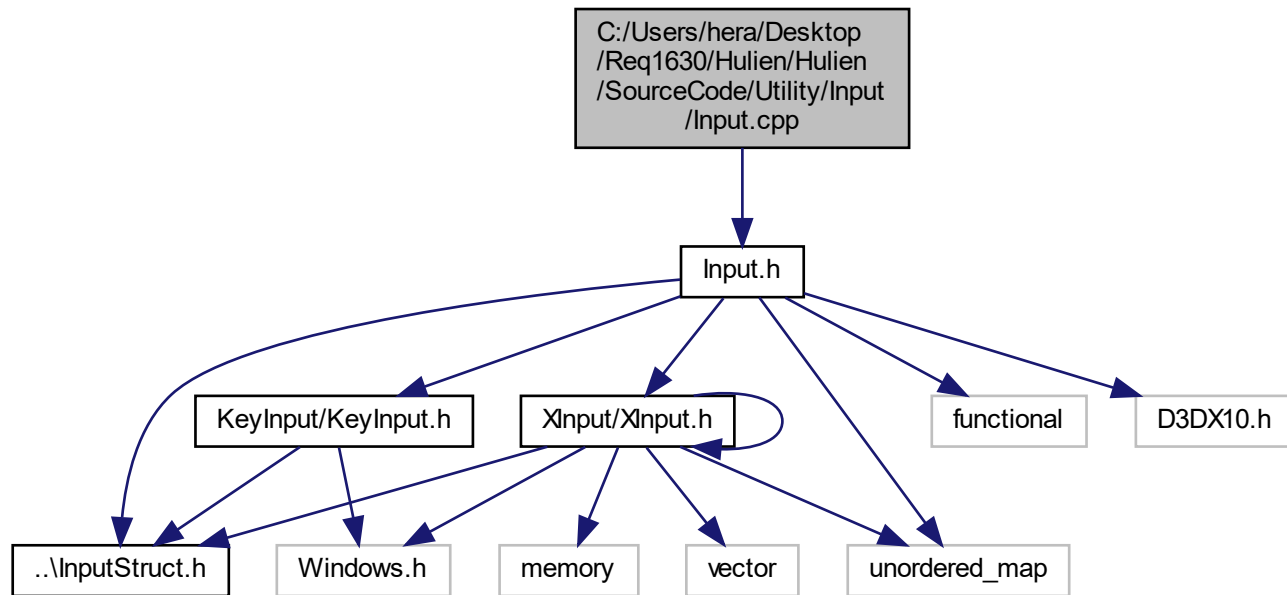 C:/Users/hera/Desktop
/Req1630/Hulien/Hulien
/SourceCode/Utility/Input
/Input.cpp
Input.h
KeyInput/KeyInput.h
XInput/XInput.h
functional
D3DX10.h
..\InputStruct.h
Windows.h
memory
vector
unordered_map